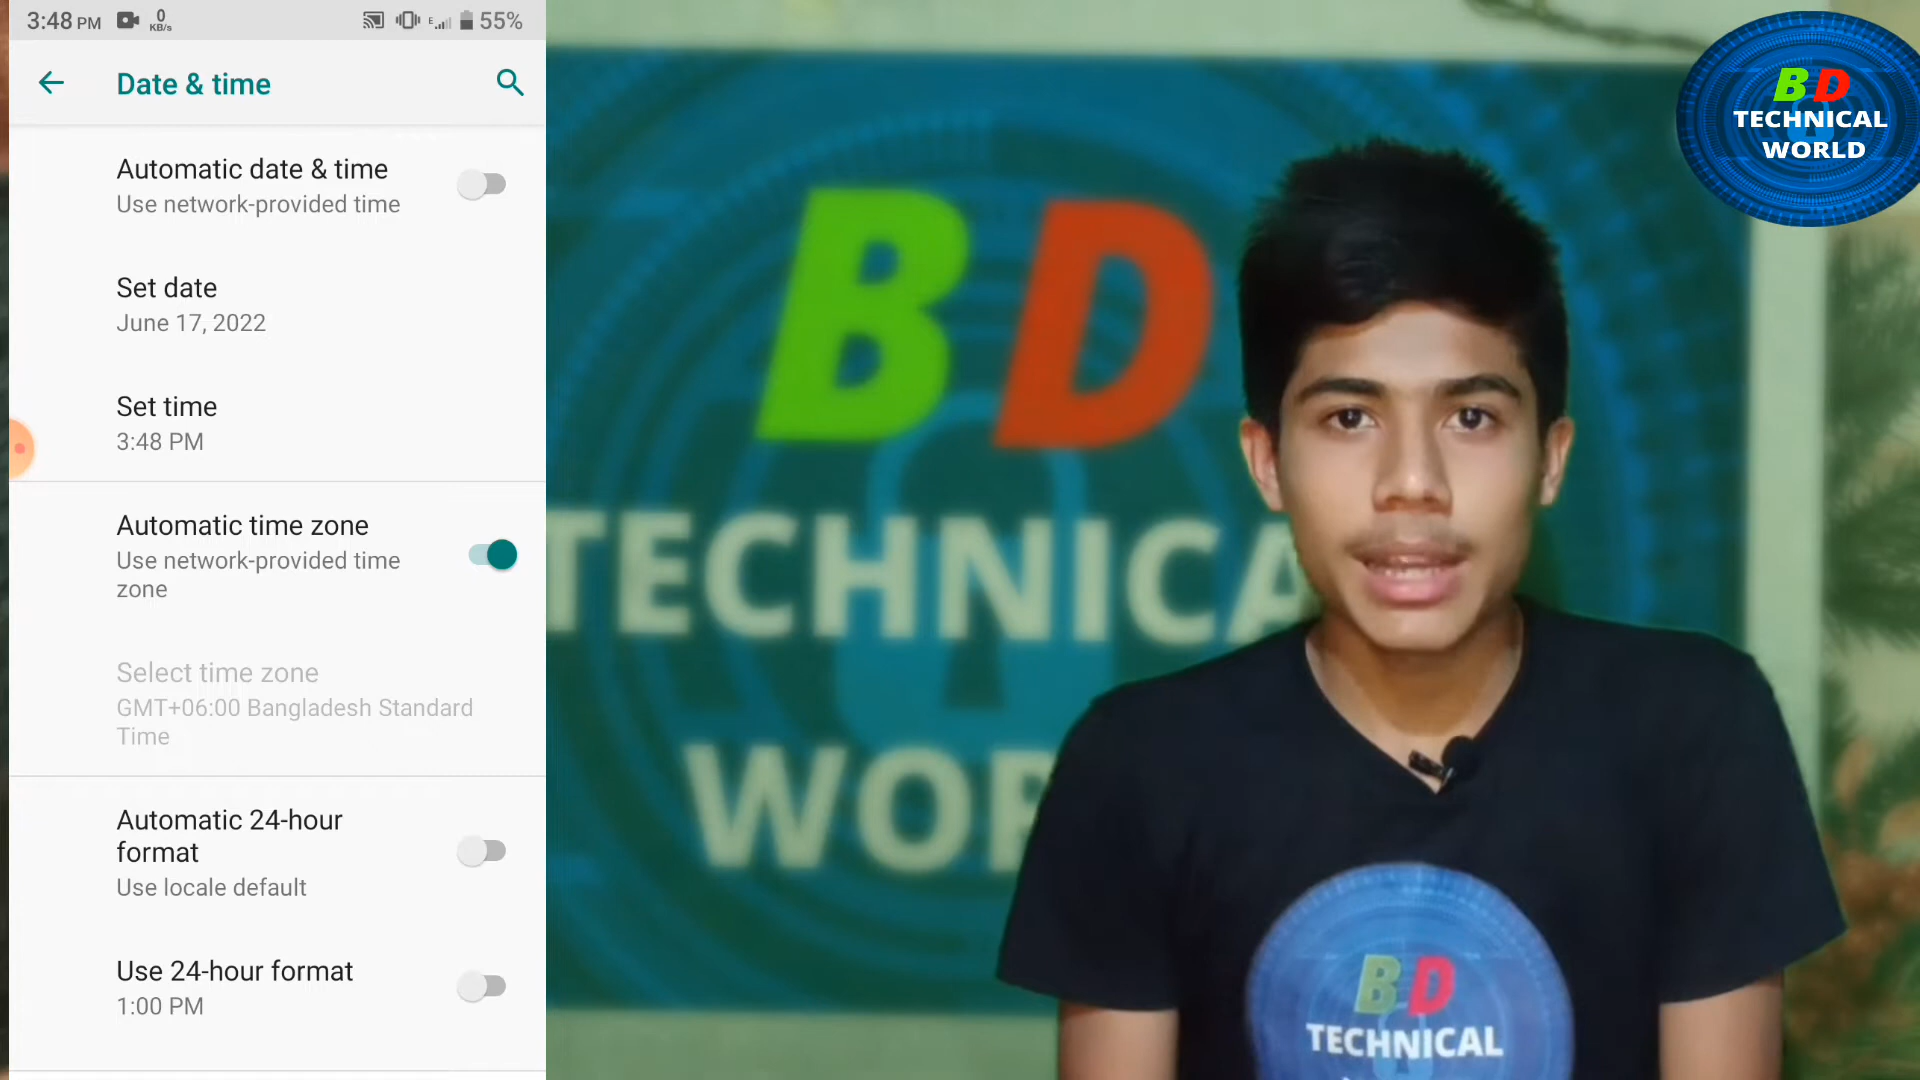 3:48 PM
0
KB/s
E
55%
Date & time
Automatic date & time
Use network-provided time
Set date
June 17, 2022
Set time
3:48 PM
Automatic time zone
Use network-provided time
zone
Select time zone
GMT+06:00 Bangladesh Standard
Time
Automatic 24-hour
format
Use locale default
Use 24-hour format
1:00 PM
BD
TECHNICA
WOR
BD
TECHNICAL
WORLD
BD
TECHNICAL